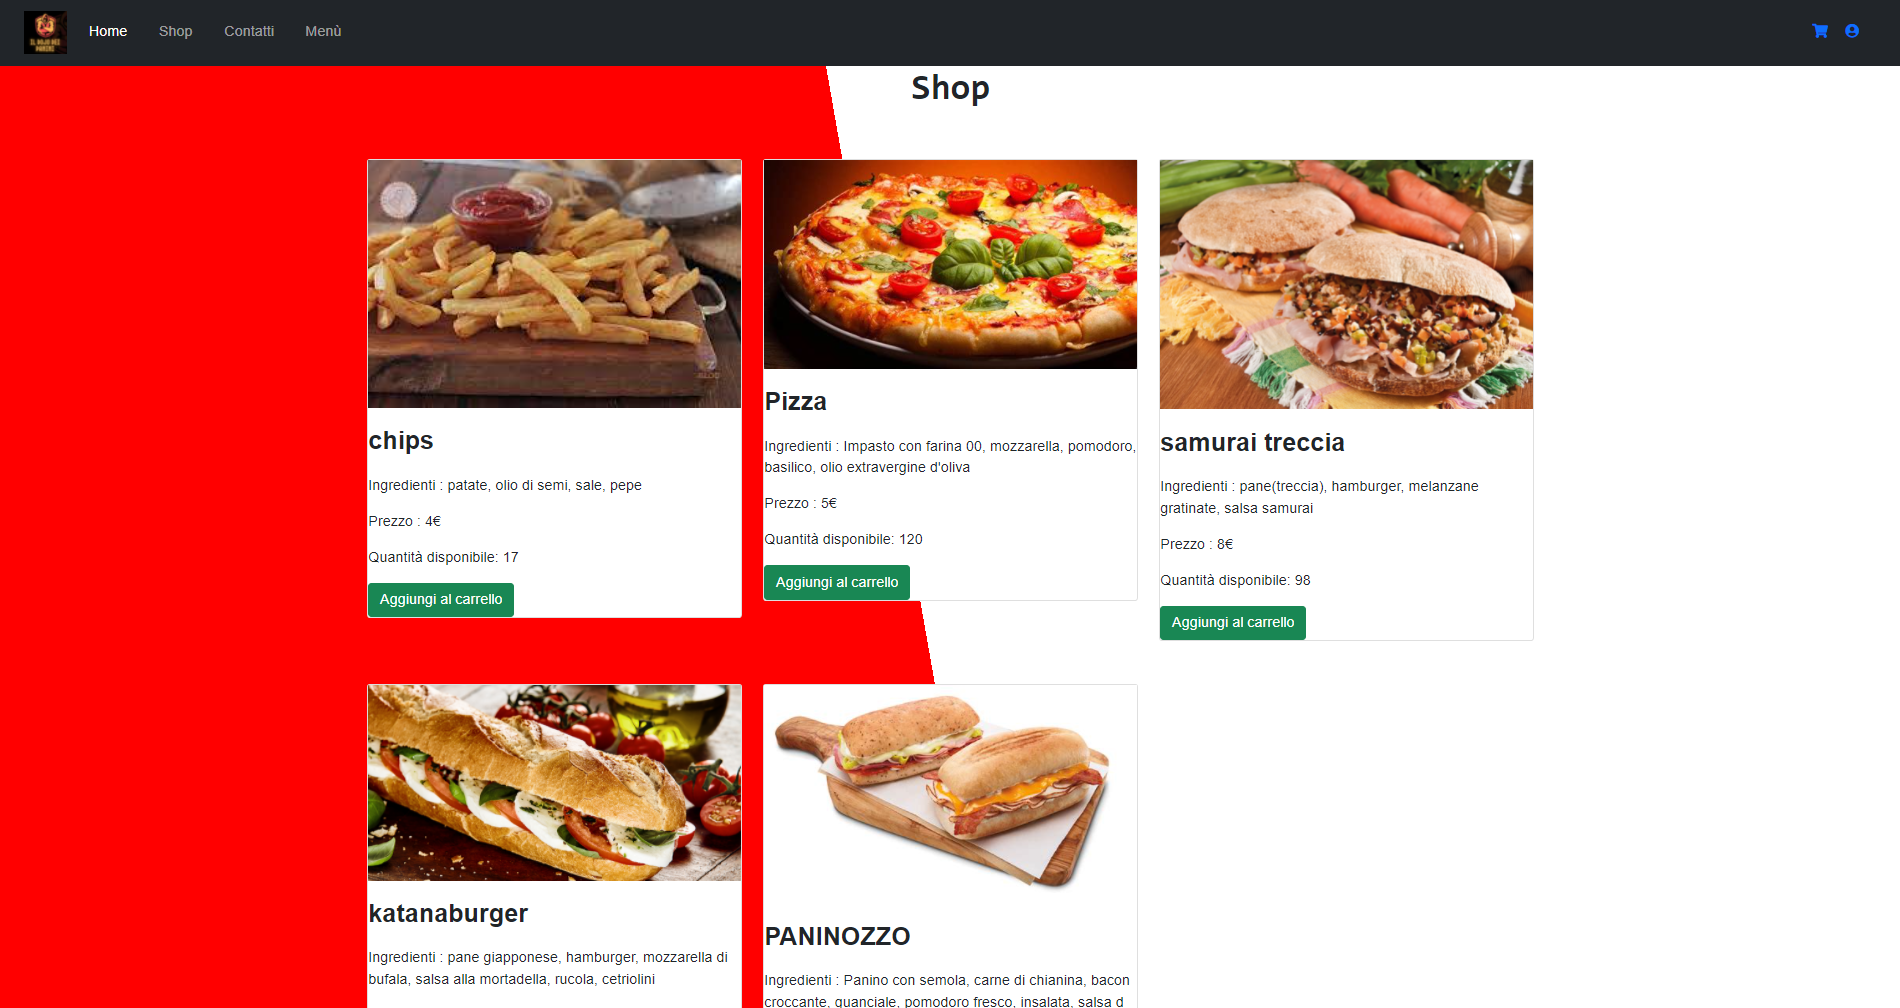 IL DOJO DEI
PANINI
Home
Shop
Contatti
Menù
Shop
chips
Ingredienti : patate, olio di semi, sale, pepe
Prezzo : 4€
Quantità disponibile: 17
Aggiungi al carrello
Pizza
Ingredienti : Impasto con farina 00, mozzarella, pomodoro,
basilico, olio extravergine d'oliva
Prezzo : 5€
Quantità disponibile: 120
Aggiungi al carrello
samurai treccia
Ingredienti : pane(treccia), hamburger, melanzane
gratinate, salsa samurai
Prezzo : 8€
Quantità disponibile: 98
Aggiungi al carrello
katanaburger
Ingredienti : pane giapponese, hamburger, mozzarella di
bufala, salsa alla mortadella, rucola, cetriolini
PANINOZZO
Ingredienti : Panino con semola, carne di chianina, bacon
croccante, guanciale, pomodoro fresco, insalata, salsa d